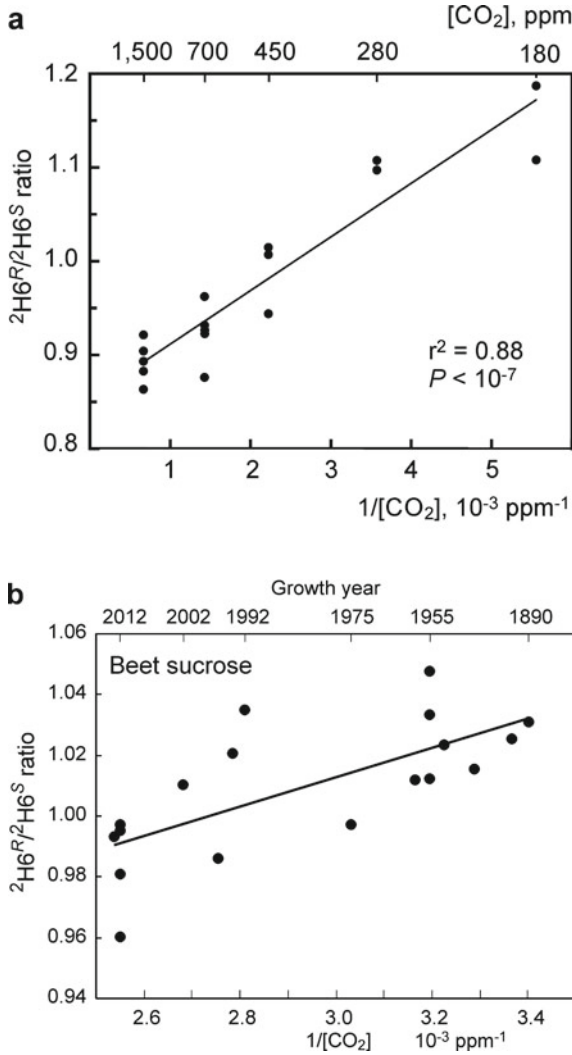 a
[CO₂], ppm
1,500 700 450 280 180
1.2
1.1
1.0
0.9
0.8
²H6ᴿ/²H6ˢ ratio
r² = 0.88
P < 10⁻⁷
1 2 3 4 5
1/[CO₂], 10⁻³ ppm⁻¹
b
Growth year
2012 2002 1992 1975 1955 1890
1.06
Beet sucrose
1.04
1.02
1.00
0.98
0.96
0.94
²H6ᴿ/²H6ˢ ratio
2.6 2.8 3.0 3.2 3.4
1/[CO₂] 10⁻³ ppm⁻¹